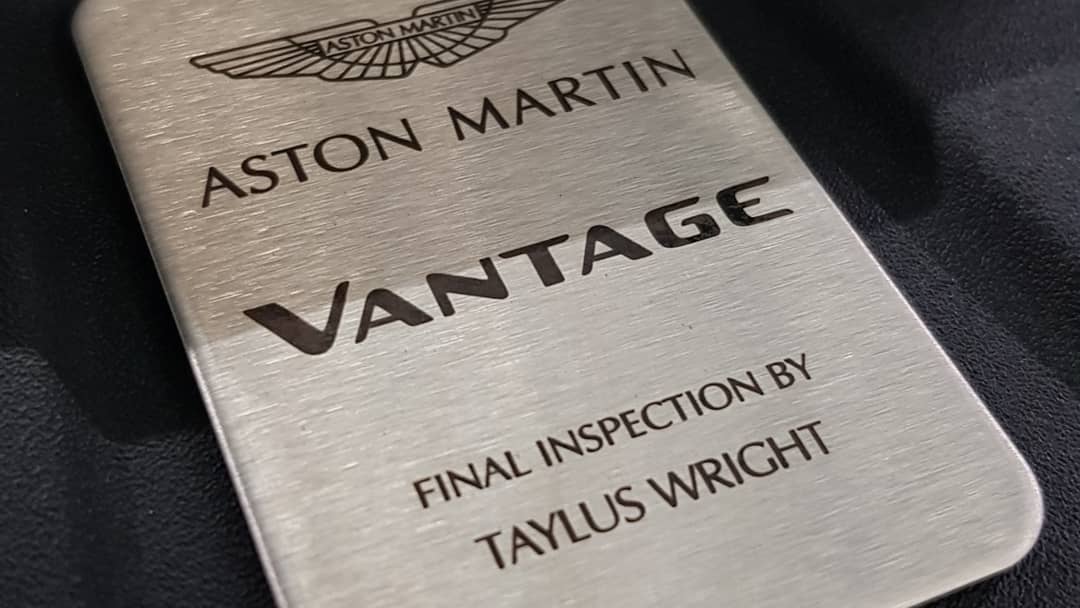 ASTON MARTIN
ASTON MARTIN
VANTAGE
FINAL INSPECTION BY
TAYLUS WRIGHT